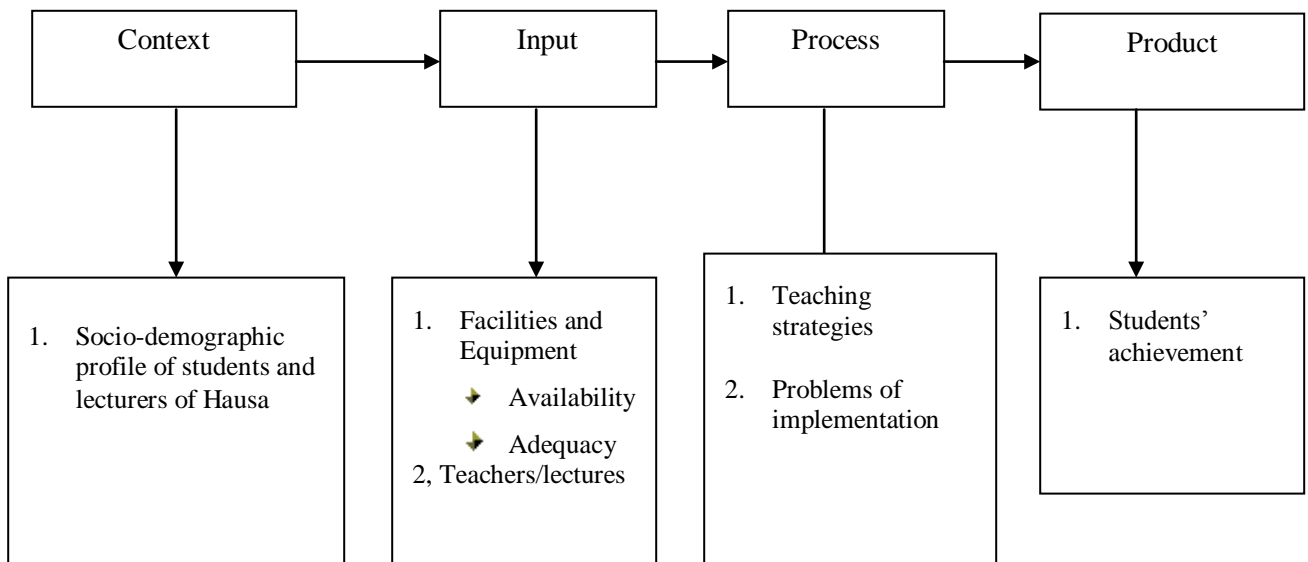 Context
Input
Process
Product
1. Socio-demographic
profile of students and
lecturers of Hausa
1. Facilities and
Equipment
Availability
Adequacy
2, Teachers/lectures
1. Teaching
strategies
2. Problems of
implementation
1. Students’
achievement